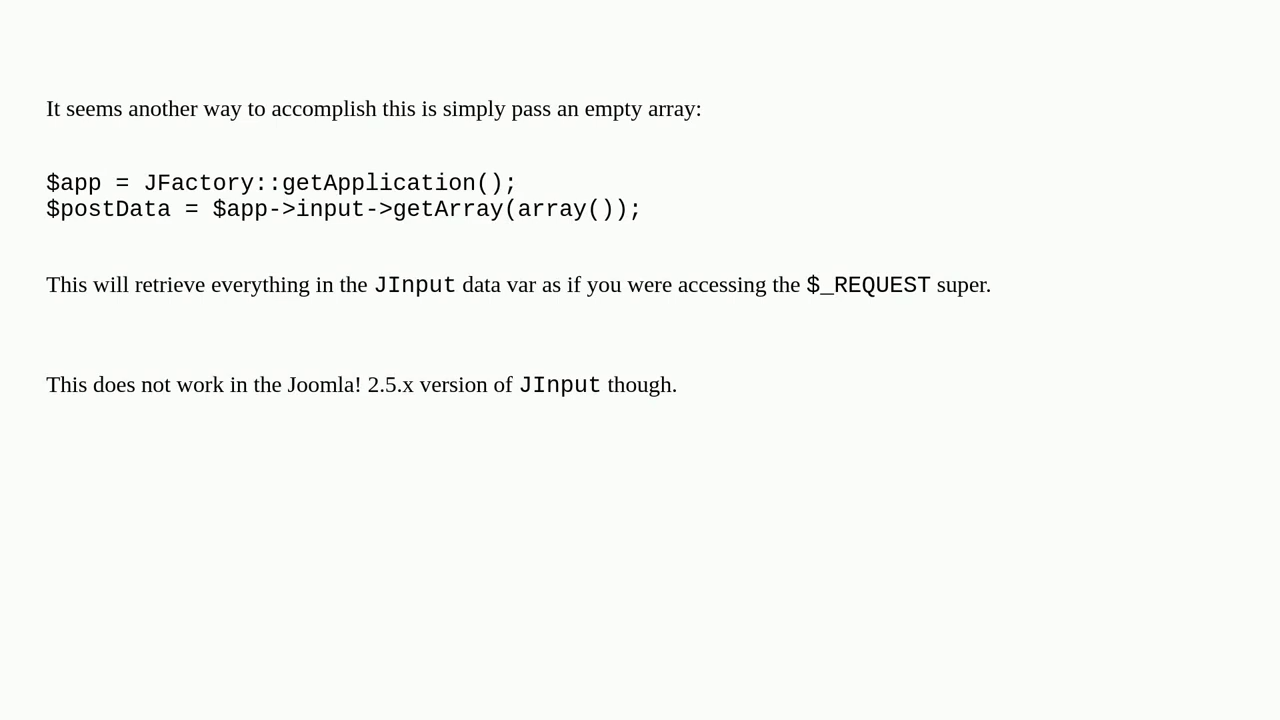 It seems another way to accomplish this is simply pass an empty array:
$app = JFactory::getApplication();
$postData = $app->input->getArray(array());
This will retrieve everything in the JInput data var as if you were accessing the $_REQUEST super.
This does not work in the Joomla! 2.5.x version of JInput though.